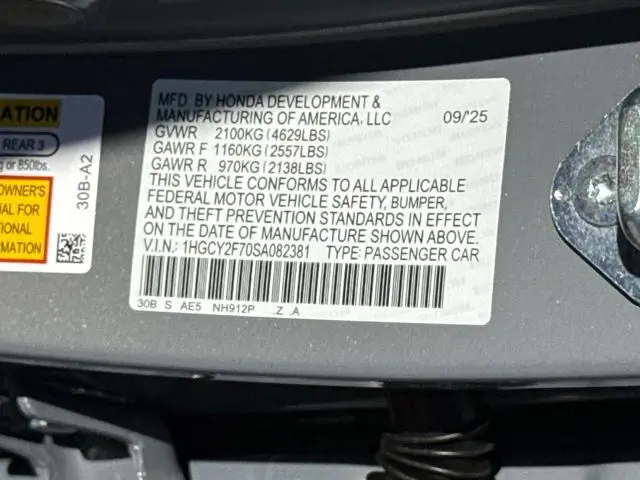 ATION
REAR 3
g or 850lbs.
OWNER'S
UAL FOR
TIONAL
RMATION
30B-A2
MFD. BY HONDA DEVELOPMENT &
MANUFACTURING OF AMERICA, LLC 09/25
GVWR 2100KG (4629LBS)
GAWR F 1160KG (2557LBS)
GAWR R 970KG (2138LBS)
THIS VEHICLE CONFORMS TO ALL APPLICABLE
FEDERAL MOTOR VEHICLE SAFETY, BUMPER,
AND THEFT PREVENTION STANDARDS IN EFFECT
ON THE DATE OF MANUFACTURE SHOWN ABOVE.
V.I.N.: 1HGCY2F70SA082381 TYPE: PASSENGER CAR
30B S AE5 NH912P .Z .A